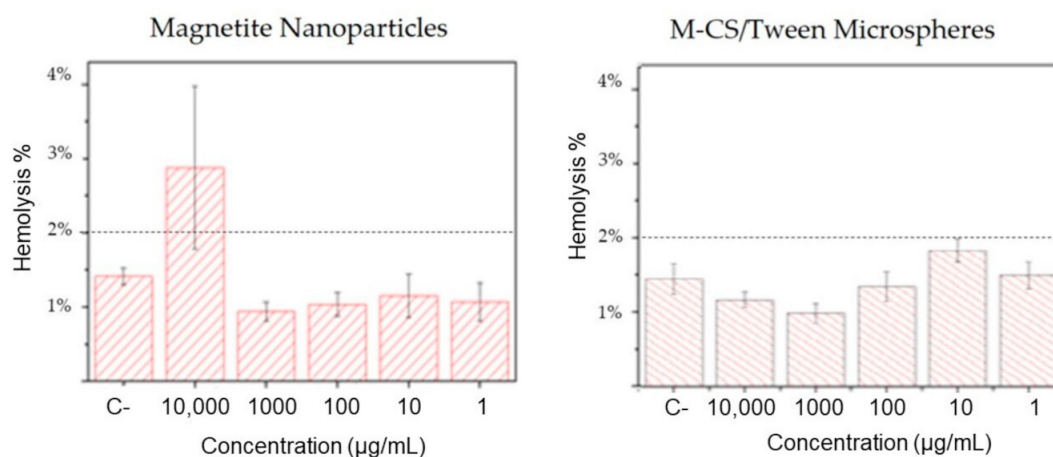 Magnetite Nanoparticles
4%
3%
2%
1%
Hemolysis %
C- 10,000 1000 100 10 1
Concentration (µg/mL)
M-CS/Tween Microspheres
4%
3%
2%
1%
Hemolysis %
C- 10,000 1000 100 10 1
Concentration (µg/mL)